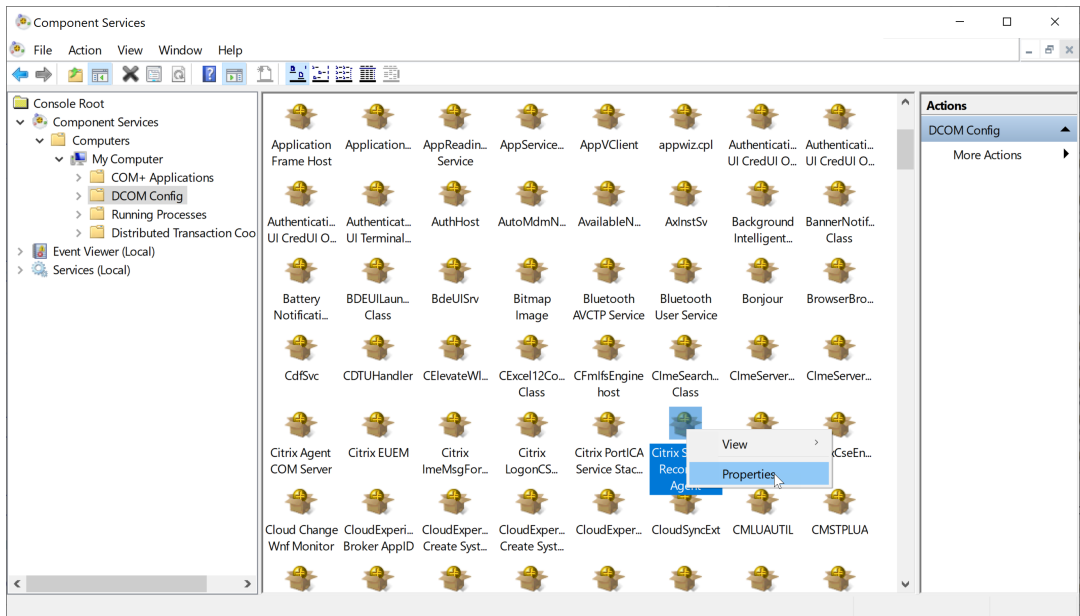 Component Services
File Action View Window Help
Console Root
Component Services
Computers
My Computer
COM+ Applications
DCOM Config
Running Processes
Distributed Transaction Coo
Event Viewer (Local)
Services (Local)
Application Application... AppReadin... AppService... AppVClient appwiz.cpl Authenticati... Authenticati...
Frame Host Service UI CredUI O... UI CredUI O...
Authenticati... Authenticat... AuthHost AutoMdmN... AvailableN... AxInstSv Background BannerNotif...
UI CredUI O... UI Terminal... Intelligent... Class
Battery BDEUILaun... BdeUISrv Bitmap Bluetooth Bluetooth Bonjour BrowserBro...
Notificati... Class Image AVCTP Service User Service
CdfSvc CDTUHandler CElevateWl... CExcel12Co... CFmIfsEngine CImeSearch... CImeServer... CImeServer...
Class host Class
Citrix Agent Citrix EUEM Citrix Citrix Citrix PortICA Citrix
COM Server ImeMsgFor... LogonCS... Service Stac...
View
Properties
Cloud Change CloudExperi... CloudExper... CloudExper... CloudExper... CloudSyncExt CMLUAUTIL CMSTPLUA
Wnf Monitor Broker AppID Create Syst... Create Syst...
Actions
DCOM Config
More Actions